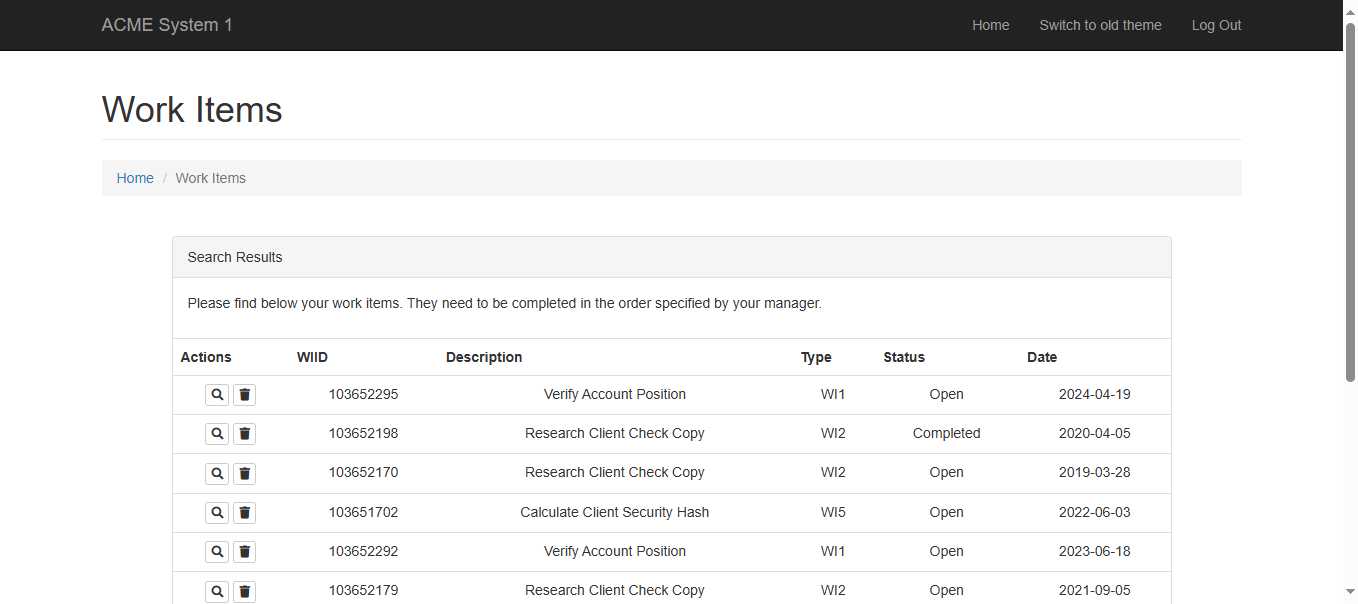 ACME System 1 Home Switch to old theme Log Out
Work Items
Home / Work Items
Search Results
Please find below your work items. They need to be completed in the order specified by your manager.
Actions WIID Description Type Status Date
103652295 Verify Account Position WI1 Open 2024-04-19
103652198 Research Client Check Copy WI2 Completed 2020-04-05
103652170 Research Client Check Copy WI2 Open 2019-03-28
103651702 Calculate Client Security Hash WI5 Open 2022-06-03
103652292 Verify Account Position WI1 Open 2023-06-18
103652179 Research Client Check Copy WI2 Open 2021-09-05